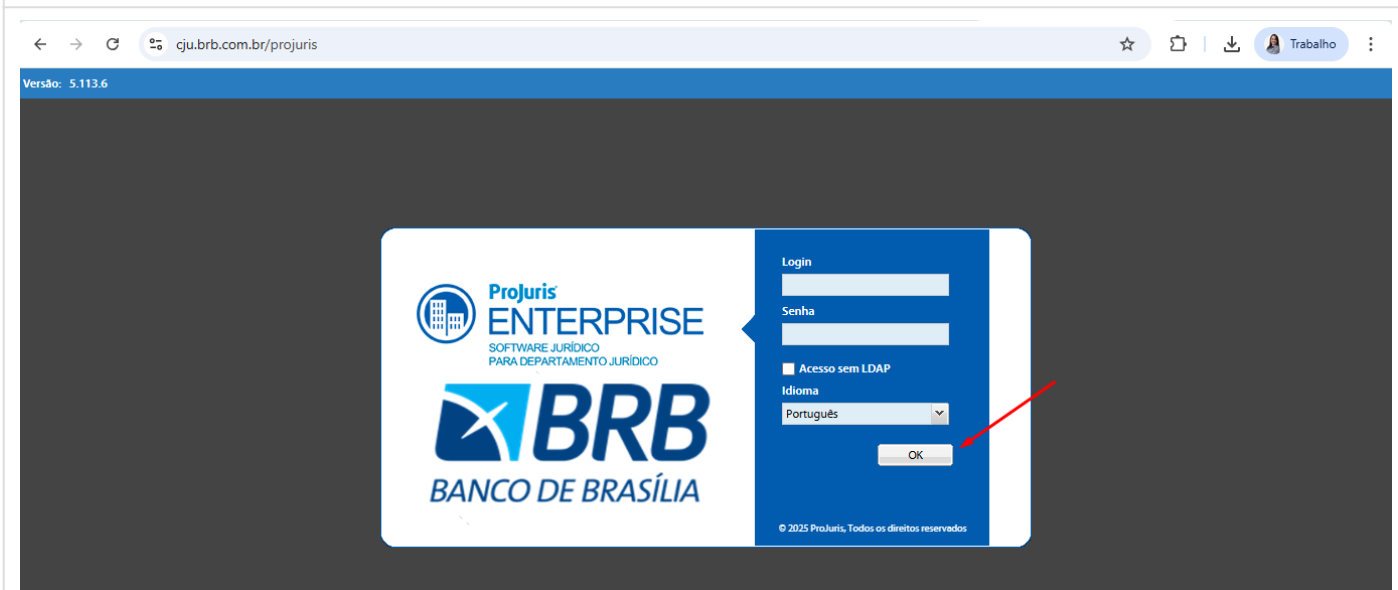 cju.brb.com.br/projuris
Trabalho
Versão: 5.113.6
ProJuris
ENTERPRISE
SOFTWARE JURÍDICO
PARA DEPARTAMENTO JURÍDICO
BRB
BANCO DE BRASÍLIA
Login
Senha
Acesso sem LDAP
Idioma
Português
OK
© 2025 ProJuris, Todos os direitos reservados